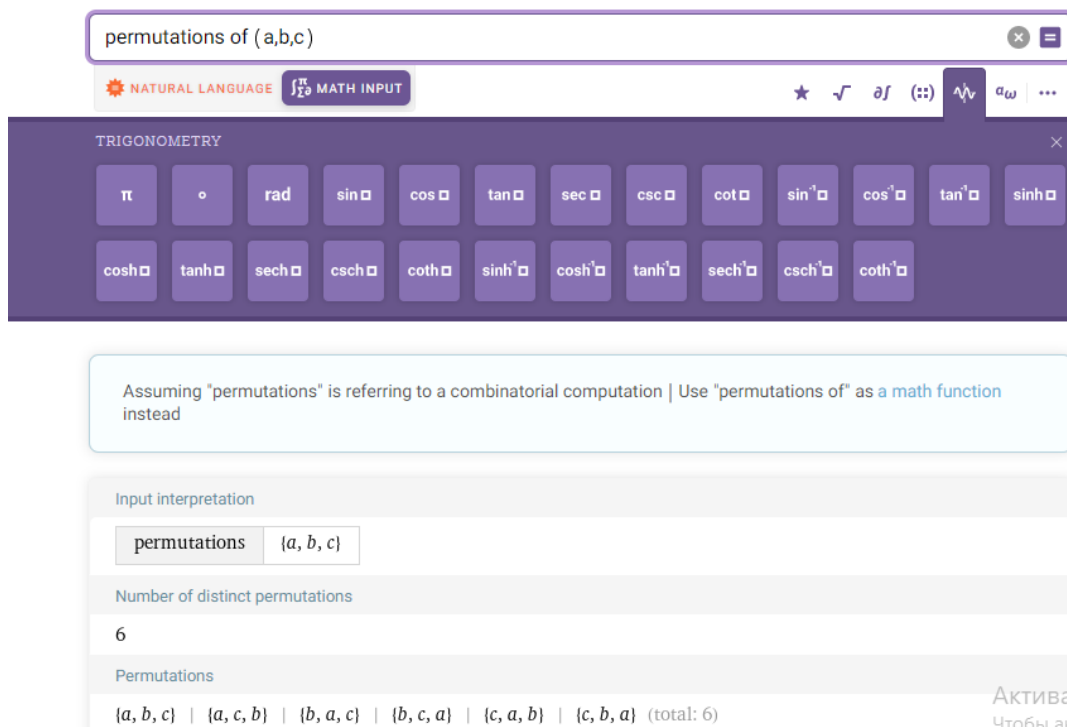 permutations of (a,b,c)
NATURAL LANGUAGE ∫Σ∂π MATH INPUT
√‾ ∂∫ (::) αω ...
TRIGONOMETRY
π ° rad sin□ cos□ tan□ sec□ csc□ cot□ sin⁻¹□ cos⁻¹□ tan⁻¹□ sinh□
cosh□ tanh□ sech□ csch□ coth□ sinh⁻¹□ cosh⁻¹□ tanh⁻¹□ sech⁻¹□ csch⁻¹□ coth⁻¹□
Assuming "permutations" is referring to a combinatorial computation | Use "permutations of" as a math function
instead
Input interpretation
permutations {a, b, c}
Number of distinct permutations
6
Permutations
{a, b, c} | {a, c, b} | {b, a, c} | {b, c, a} | {c, a, b} | {c, b, a} (total: 6)
Актива